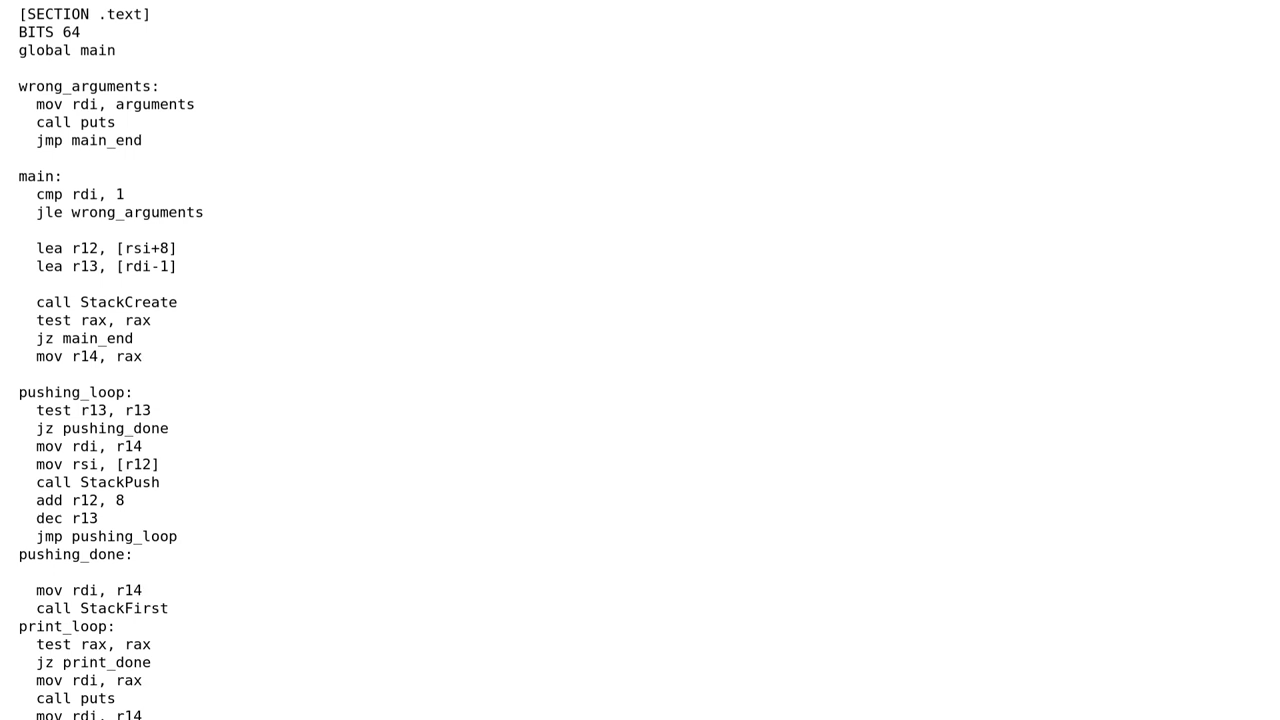 [SECTION .text]
BITS 64
global main

wrong_arguments:
  mov rdi, arguments
  call puts
  jmp main_end

main:
  cmp rdi, 1
  jle wrong_arguments

  lea r12, [rsi+8]
  lea r13, [rdi-1]

  call StackCreate
  test rax, rax
  jz main_end
  mov r14, rax

pushing_loop:
  test r13, r13
  jz pushing_done
  mov rdi, r14
  mov rsi, [r12]
  call StackPush
  add r12, 8
  dec r13
  jmp pushing_loop
pushing_done:

  mov rdi, r14
  call StackFirst
print_loop:
  test rax, rax
  jz print_done
  mov rdi, rax
  call puts
  mov rdi, r14